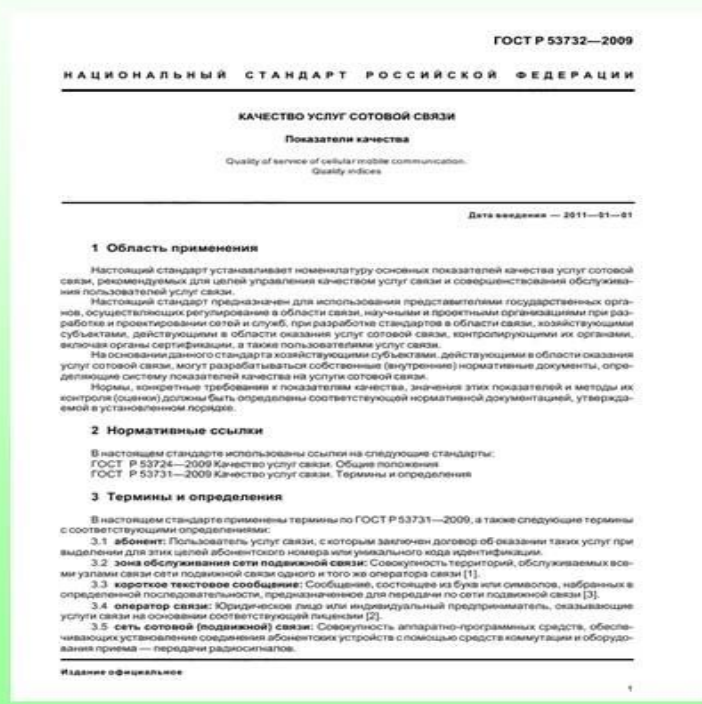 ГОСТ Р 53732—2009
НАЦИОНАЛЬНЫЙ СТАНДАРТ РОССИЙСКОЙ ФЕДЕРАЦИИ
КАЧЕСТВО УСЛУГ СОТОВОЙ СВЯЗИ
Показатели качества
Quality of service of cellular mobile communication.
Quality indices
Дата введения — 2011—01—01
1 Область применения
Настоящий стандарт устанавливает номенклатуру основных показателей качества услуг сотовой
связи, рекомендуемых для целей управления качеством услуг связи и совершенствования обслужива-
ния пользователей услуг связи.
Настоящий стандарт предназначен для использования представителями государственных орга-
нов, осуществляющих регулирование в области связи, научными и проектными организациями при раз-
работке и проектировании сетей и служб, при разработке стандартов в области связи, хозяйствующими
субъектами, действующими в области оказания услуг сотовой связи, контролирующими их органами,
включая органы сертификации, а также пользователями услуг связи.
На основании данного стандарта хозяйствующими субъектами, действующими в области оказания
услуг сотовой связи, могут разрабатываться собственные (внутренние) нормативные документы, опре-
деляющие систему показателей качества на услуги сотовой связи.
Нормы, конкретные требования к показателям качества, значения этих показателей и методы их
контроля (оценки) должны быть определены соответствующей нормативной документацией, утвержда-
емой в установленном порядке.
2 Нормативные ссылки
В настоящем стандарте использованы ссылки на следующие стандарты:
ГОСТ Р 53724—2009 Качество услуг связи. Общие положения
ГОСТ Р 53731—2009 Качество услуг связи. Термины и определения
3 Термины и определения
В настоящем стандарте применены термины по ГОСТ Р 53731—2009, а также следующие термины
с соответствующими определениями:
3.1 абонент: Пользователь услуг связи, с которым заключен договор об оказании таких услуг при
выделении для этих целей абонентского номера или уникального кода идентификации.
3.2 зона обслуживания сети подвижной связи: Совокупность территорий, обслуживаемых все-
ми узлами связи сети подвижной связи одного и того же оператора связи [1].
3.3 короткое текстовое сообщение: Сообщение, состоящее из букв или символов, набранных в
определенной последовательности, предназначенное для передачи по сети подвижной связи [3].
3.4 оператор связи: Юридическое лицо или индивидуальный предприниматель, оказывающие
услуги связи на основании соответствующей лицензии [2].
3.5 сеть сотовой (подвижной) связи: Совокупность аппаратно-программных средств, обеспе-
чивающих установление соединения абонентских устройств с помощью средств коммутации и оборудо-
вания приема — передачи радиосигналов.
Издание официальное
1